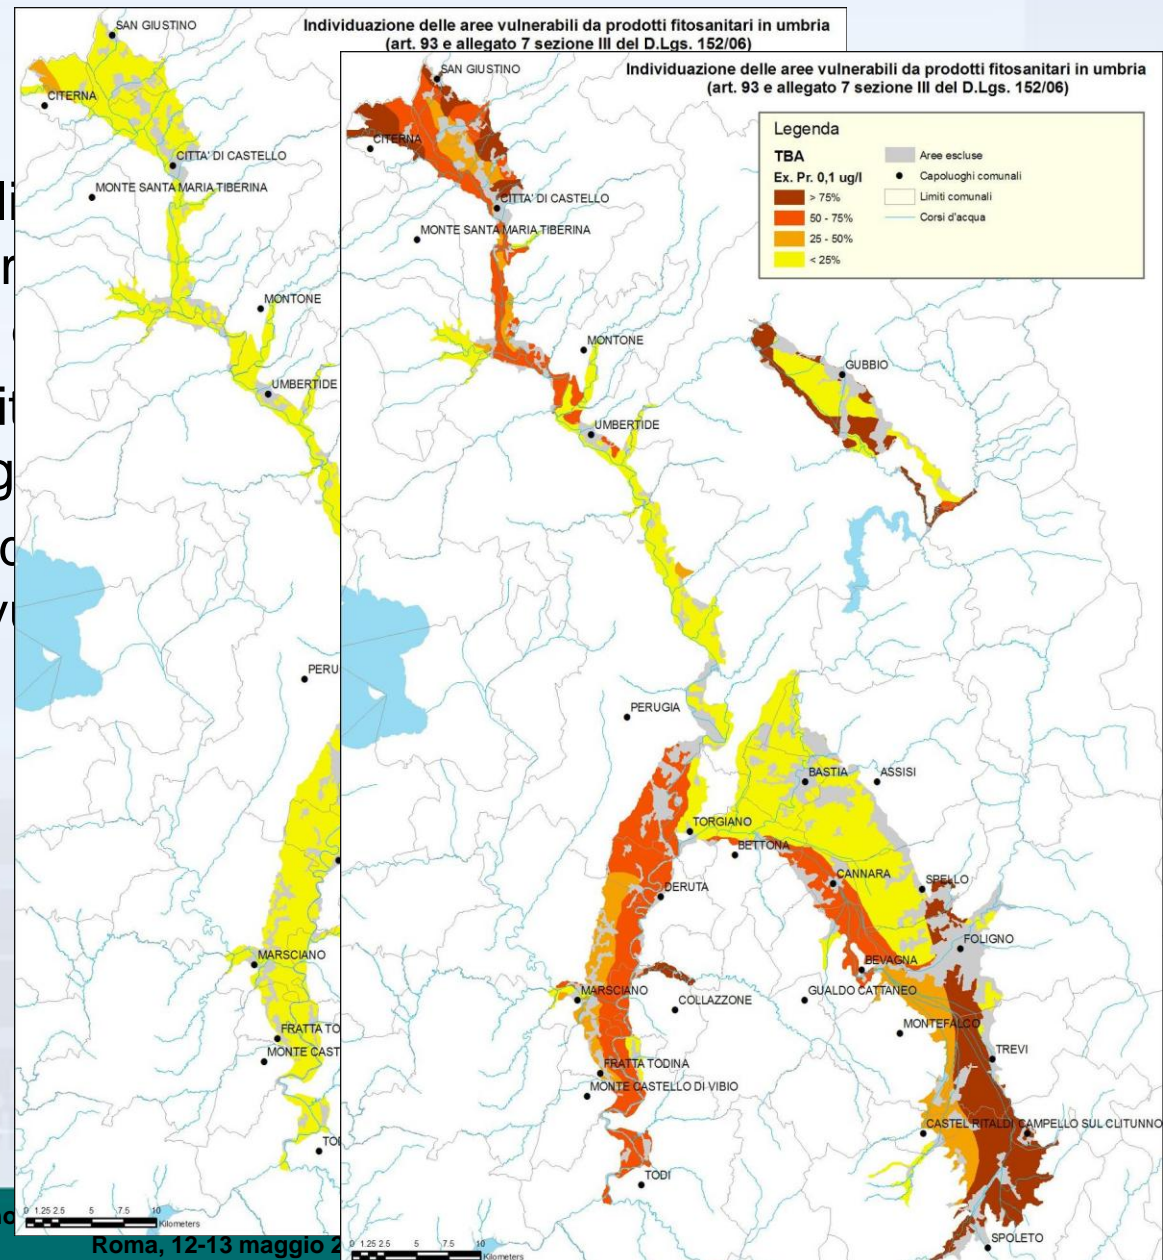 Individuazione delle aree vulnerabili da prodotti fitosanitari in umbria
(art. 93 e allegato 7 sezione III del D.Lgs. 152/06)
SAN GIUSTINO
CITERNA
CITTA' DI CASTELLO
MONTE SANTA MARIA TIBERINA
MONTONE
UMBERTIDE
PERU
MARSCIANO
FRATTA TO
MONTE CAST
TO
0 1.25 2.5 5 7.5 10
Kilometers
Individuazione delle aree vulnerabili da prodotti fitosanitari in umbria
(art. 93 e allegato 7 sezione III del D.Lgs. 152/06)
Legenda
TBA
Ex. Pr. 0,1 ug/l
> 75%
50 - 75%
25 - 50%
< 25%
Aree escluse
Capoluoghi comunali
Limiti comunali
Corsi d'acqua
SAN GIUSTINO
CITERNA
CITTA' DI CASTELLO
MONTE SANTA MARIA TIBERINA
MONTONE
GUBBIO
UMBERTIDE
PERUGIA
BASTIA
ASSISI
TORGIANO
BETTONA
CANNARA
SPELLO
DERUTA
FOLIGNO
BEVAGNA
MARSCIANO
GUALDO CATTANEO
COLLAZZONE
MONTEFALCO
TREVI
FRATTA TODINA
MONTE CASTELLO DI VIBIO
CASTEL RITALDI
CAMPELLO SUL CLITUNNO
TODI
SPOLETO
0 1.25 2.5 5 7.5 10
Kilometers
Roma, 12-13 maggio 2